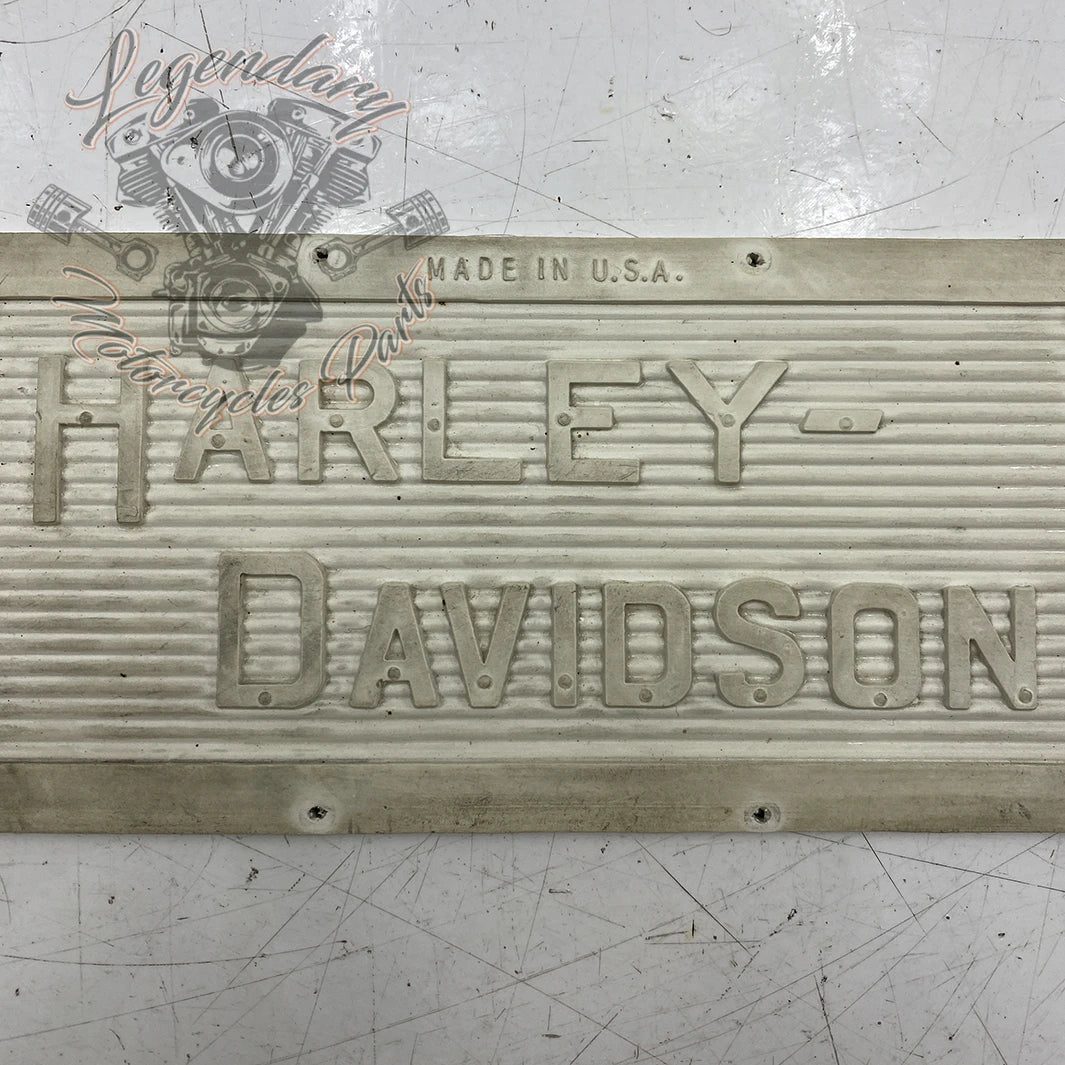 Legendary
Motorcycles Parts
MADE IN U.S.A.
HARLEY-
DAVIDSON